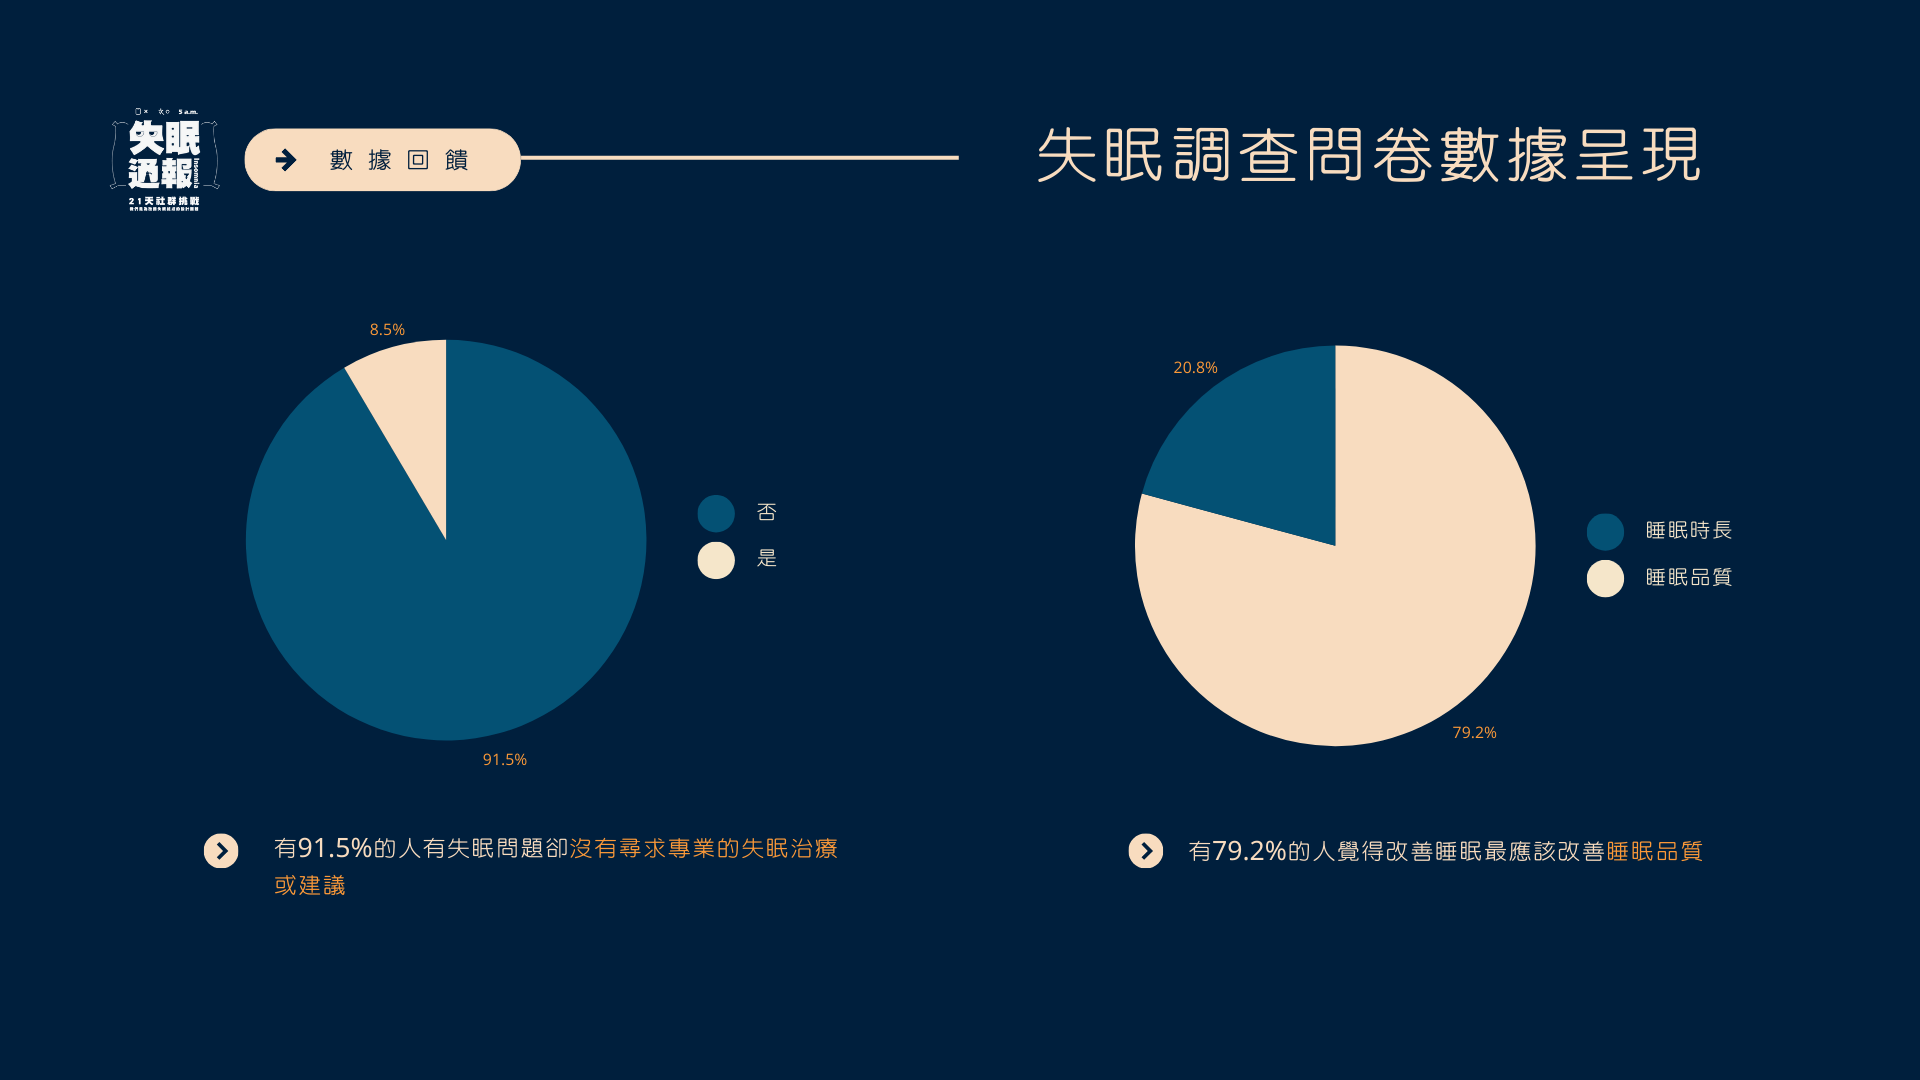 失眠
通報
Insomnia
21天社群挑戰
數據回饋
失眠調查問卷數據呈現
8.5%
91.5%
否
是
20.8%
79.2%
睡眠時長
睡眠品質
有91.5%的人有失眠問題卻沒有尋求專業的失眠治療
或建議
有79.2%的人覺得改善睡眠最應該改善睡眠品質